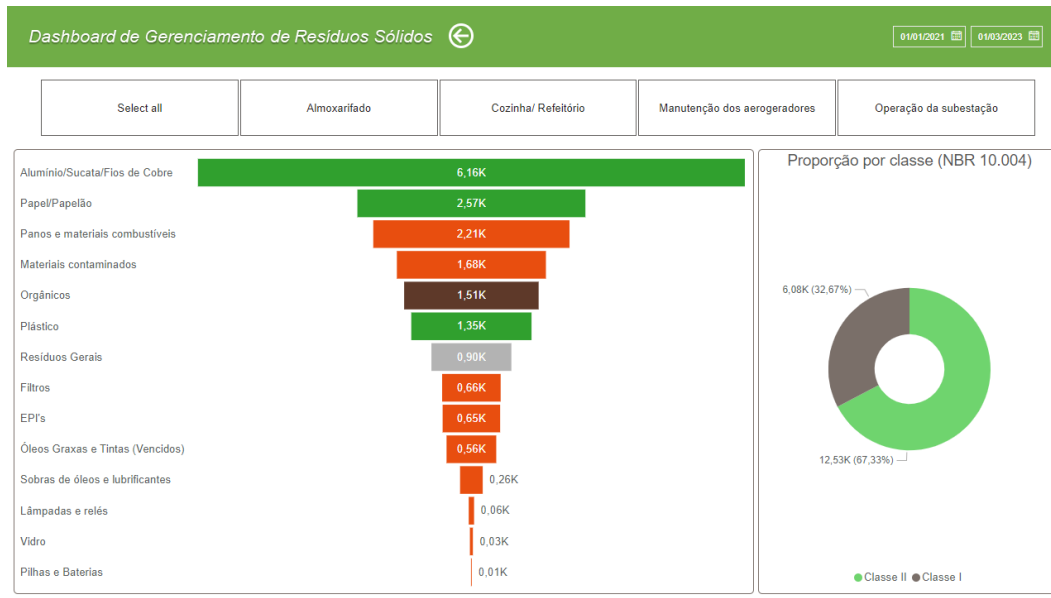 Dashboard de Gerenciamento de Resíduos Sólidos
01/01/2021
01/03/2023
Select all
Almoxarifado
Cozinha/ Refeitório
Manutenção dos aerogeradores
Operação da subestação
Alumínio/Sucata/Fios de Cobre 6,16K
Papel/Papelão 2,57K
Panos e materiais combustíveis 2,21K
Materiais contaminados 1,68K
Orgânicos 1,51K
Plástico 1,35K
Resíduos Gerais 0,90K
Filtros 0,66K
EPI's 0,65K
Óleos Graxas e Tintas (Vencidos) 0,56K
Sobras de óleos e lubrificantes 0,26K
Lâmpadas e relés 0,06K
Vidro 0,03K
Pilhas e Baterias 0,01K
Proporção por classe (NBR 10.004)
6,08K (32,67%)
12,53K (67,33%)
Classe II Classe I